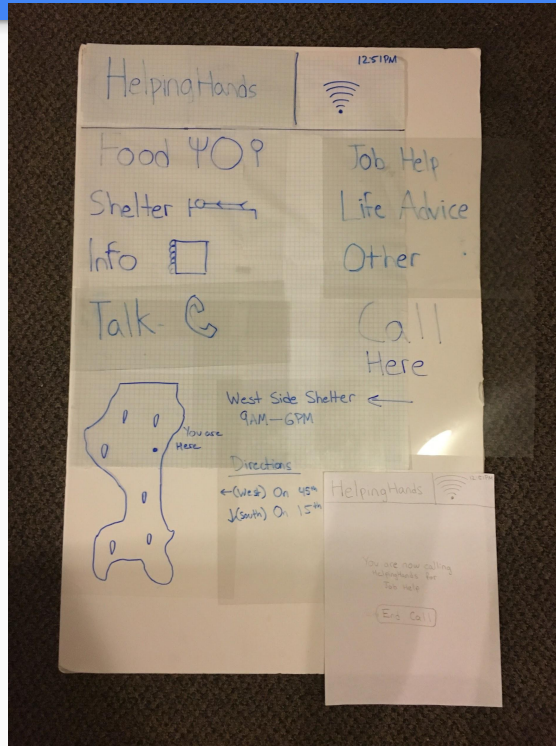 12:51PM
HelpingHands
Food
Job Help
Shelter
Life Advice
Info
Other
Talk
Call
Here
West Side Shelter ←
9AM-6PM
You are
Here
Directions
←(West) On 45th
↓(South) On 15th
HelpingHands
You are now calling
HelpingHands for
Job Help
End Call